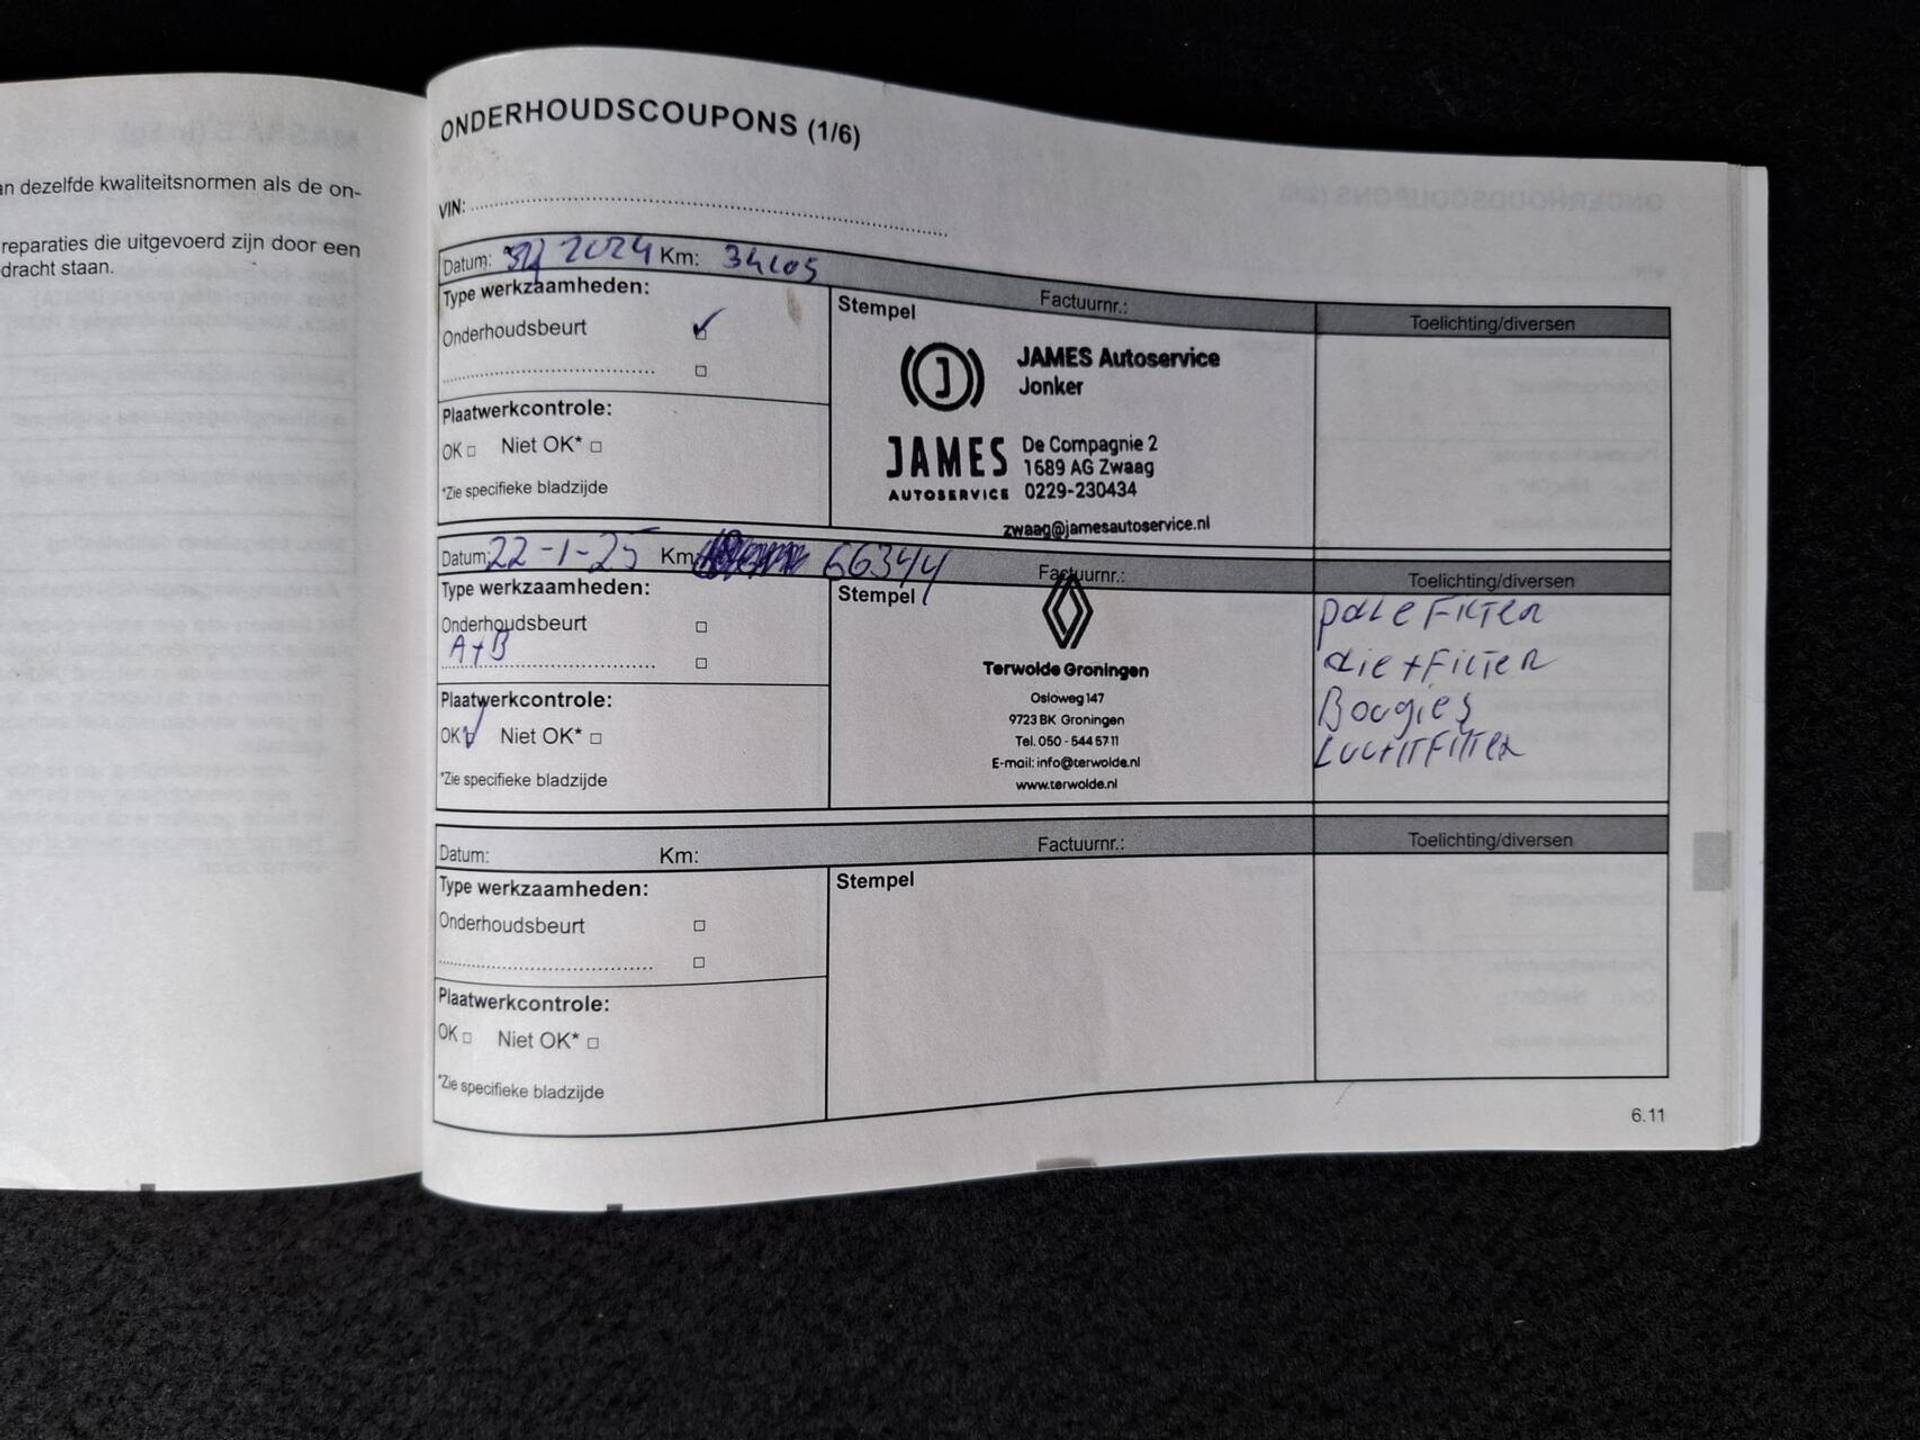 an dezelfde kwaliteitsnormen als de on-
reparaties die uitgevoerd zijn door een
dracht staan.
ONDERHOUDSCOUPONS (1/6)
VIN:
Datum: 2024 Km:
Factuurnr.:
Toelichting/diversen
Type werkzaamheden:
Onderhoudsbeurt
Plaatwerkcontrole:
OK Niet OK*
*Zie specifieke bladzijde
Stempel
JAMES Autoservice
Jonker
JAMES
AUTOSERVICE
De Compagnie 2
1689 AG Zwaag
0229-230434
zwaag@jamesautoservice.nl
Datum: 22-1-25 Km: 66344
Factuurnr.:
Toelichting/diversen
Type werkzaamheden:
Onderhoudsbeurt
A+B
Plaatwerkcontrole:
OK Niet OK*
*Zie specifieke bladzijde
Stempel
Terwolde Groningen
Osloweg 147
9723 BK Groningen
Tel. 050 - 544 57 11
E-mail: info@terwolde.nl
www.terwolde.nl
FILTER
olie+FILTER
Bougies
LUCHTFILTER
Datum: Km:
Factuurnr.:
Toelichting/diversen
Type werkzaamheden:
Onderhoudsbeurt
Plaatwerkcontrole:
OK Niet OK*
*Zie specifieke bladzijde
Stempel
6.11